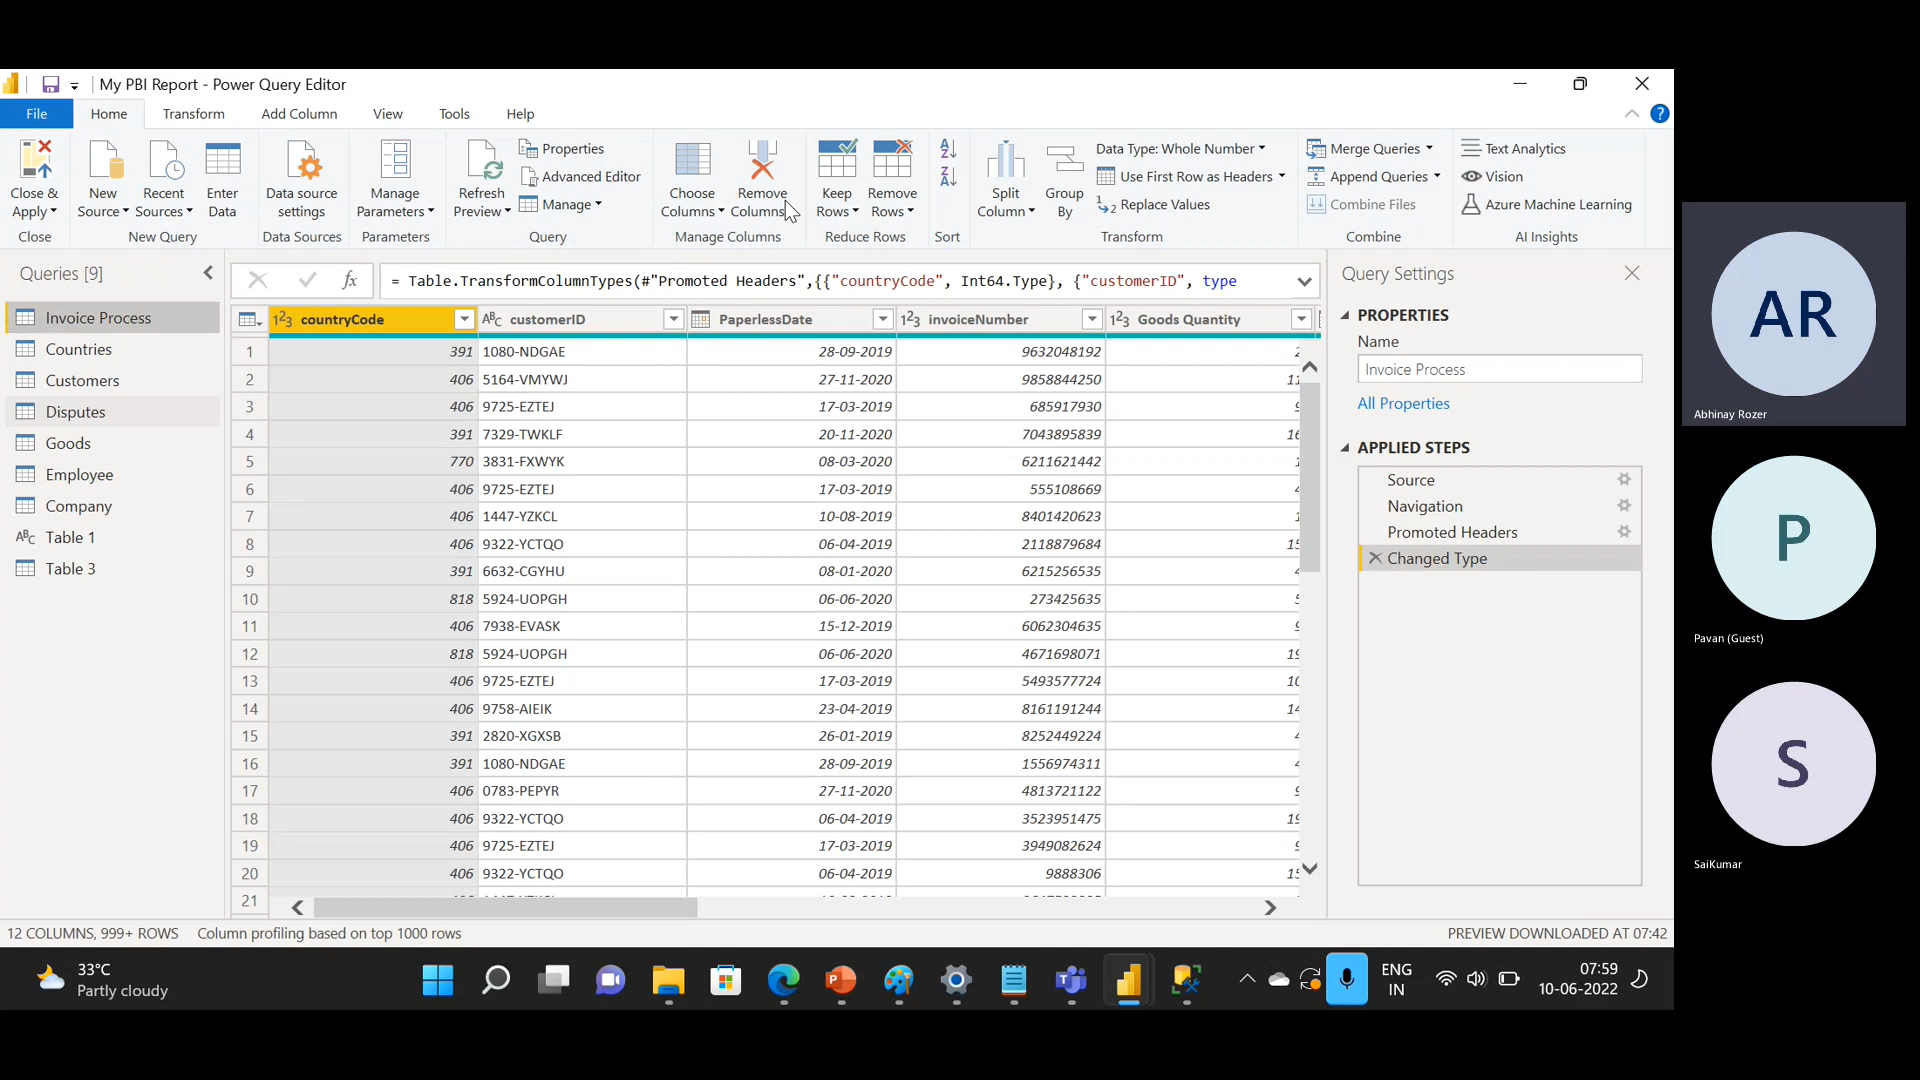 My PBI Report - Power Query Editor
File Home Transform Add Column View Tools Help
Close & Apply
Close
New Source
Recent Sources
Enter Data
New Query
Data source settings
Data Sources
Manage Parameters
Parameters
Refresh Preview
Properties
Advanced Editor
Manage
Query
Choose Columns
Remove Columns
Manage Columns
Keep Rows
Remove Rows
Reduce Rows
Sort
Split Column
Group By
Data Type: Whole Number
Use First Row as Headers
Replace Values
Transform
Merge Queries
Append Queries
Combine Files
Combine
Text Analytics
Vision
Azure Machine Learning
AI Insights
Queries [9]
Invoice Process
Countries
Customers
Disputes
Goods
Employee
Company
Table 1
Table 3
= Table.TransformColumnTypes(#"Promoted Headers",{{"countryCode", Int64.Type}, {"customerID", type
countryCode customerID PaperlessDate invoiceNumber Goods Quantity
1 391 1080-NDGAE 28-09-2019 9632048192
2 406 5164-VMYWJ 27-11-2020 9858844250
3 406 9725-EZTEJ 17-03-2019 685917930
4 391 7329-TWKLF 20-11-2020 7043895839
5 770 3831-FXWYK 08-03-2020 6211621442
6 406 9725-EZTEJ 17-03-2019 555108669
7 406 1447-YZKCL 10-08-2019 8401420623
8 406 9322-YCTQO 06-04-2019 2118879684
9 391 6632-CGYHU 08-01-2020 6215256535
10 818 5924-UOPGH 06-06-2020 273425635
11 406 7938-EVASK 15-12-2019 6062304635
12 818 5924-UOPGH 06-06-2020 4671698071
13 406 9725-EZTEJ 17-03-2019 5493577724
14 406 9758-AIEIK 23-04-2019 8161191244
15 391 2820-XGXSB 26-01-2019 8252449224
16 391 1080-NDGAE 28-09-2019 1556974311
17 406 0783-PEPYR 27-11-2020 4813721122
18 406 9322-YCTQO 06-04-2019 3523951475
19 406 9725-EZTEJ 17-03-2019 3949082624
20 406 9322-YCTQO 06-04-2019 9888306
21
Query Settings
PROPERTIES
Name
Invoice Process
All Properties
APPLIED STEPS
Source
Navigation
Promoted Headers
Changed Type
12 COLUMNS, 999+ ROWS Column profiling based on top 1000 rows
PREVIEW DOWNLOADED AT 07:42
33°C
Partly cloudy
ENG
IN
07:59
10-06-2022
AR
Abhinay Rozer
P
Pavan (Guest)
S
SaiKumar